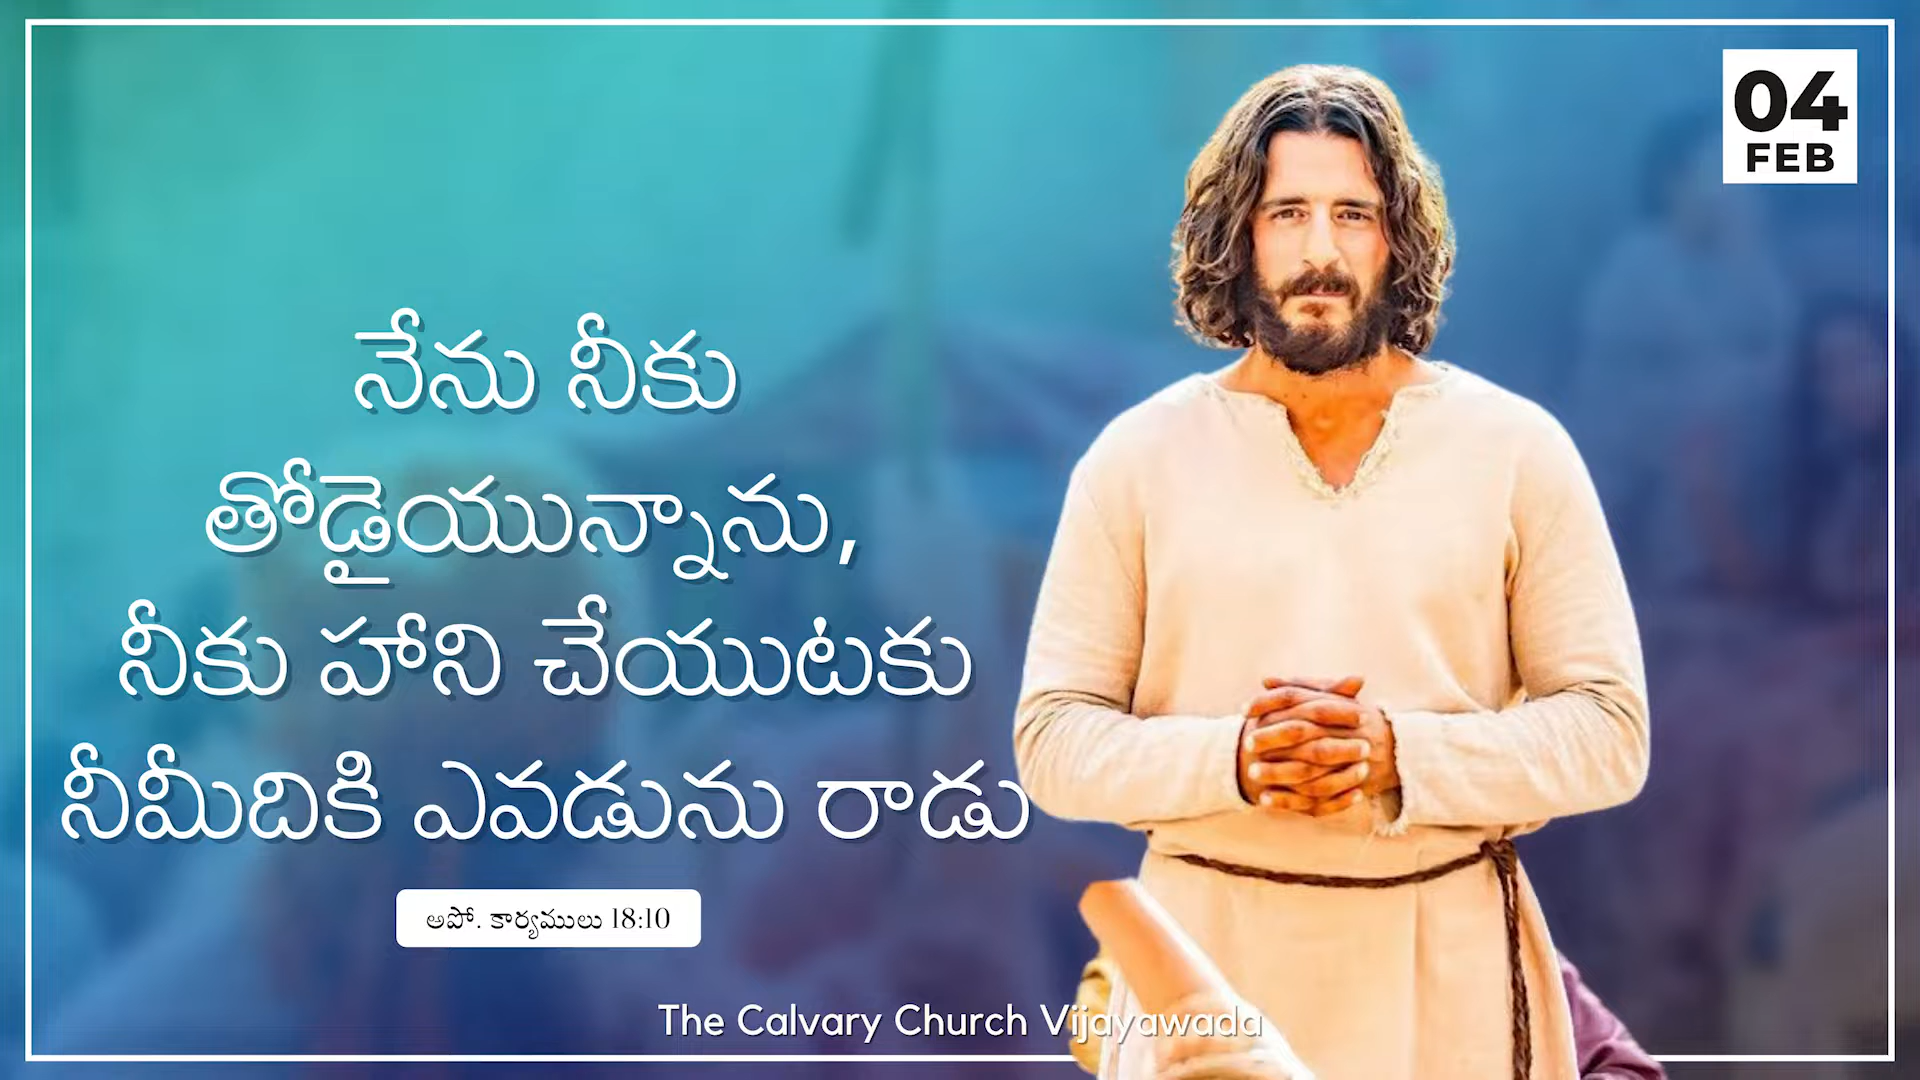 04
FEB
నేను నీకు
తోడైయున్నాను,
నీకు హాని చేయుటకు
నీమీదికి ఎవడును రాడు
అపో. కార్యములు 18:10
The Calvary Church Vijayawada